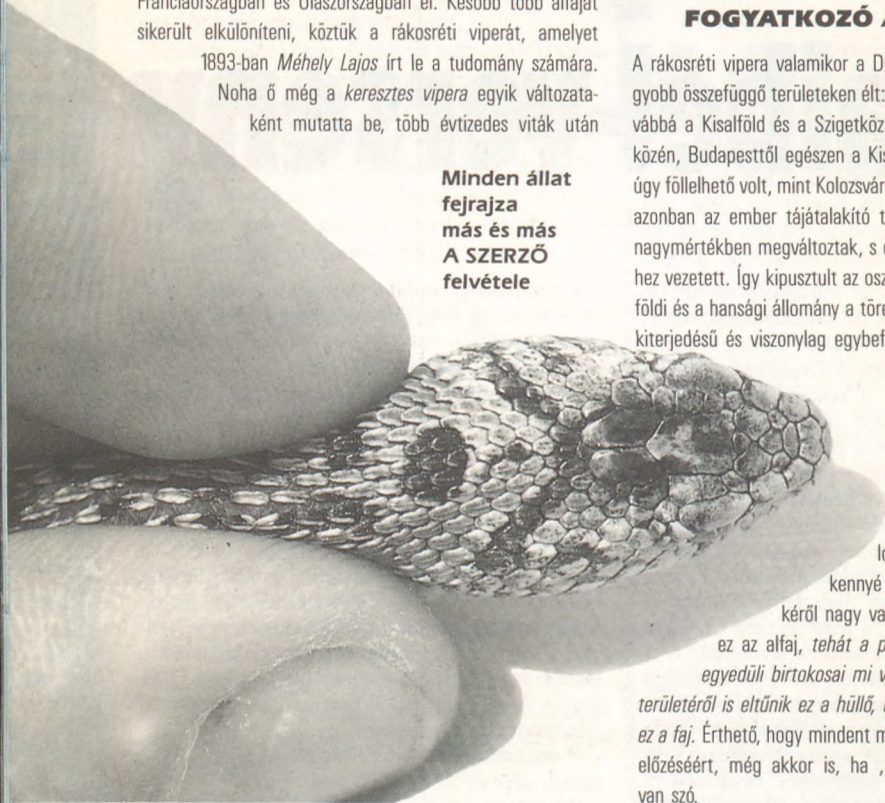 Franciaországban és Olaszországban él. Később több alfaját
sikerült elkülöníteni, köztük a rákosréti viperát, amelyet
1893-ban Méhely Lajos írt le a tudomány számára.
Noha ő még a keresztes vipera egyik változata-
ként mutatta be, több évtizedes viták után
Minden állat
fejrajza
más és más
A SZERZŐ
felvétele
FOGYATKOZÓ
A rákosréti vipera valamikor a D
gyobb összefüggő területeken élt:
vábbá a Kisalföld és a Szigetköz
közén, Budapesttől egészen a Kis
úgy föllelhető volt, mint Kolozsvár
azonban az ember tájátalakító t
nagymértékben megváltoztak, s
hez vezetett. Így kipusztult az osz
földi és a hansági állomány a töre
kiterjedésű és viszonylag egybef
kennyé
kéről nagy va
ez az alfaj, tehát a p
egyedüli birtokosai mi v
területéről is eltűnik ez a hüllő,
ez a faj. Érthető, hogy mindent m
előzéséért, még akkor is, ha „
van szó.